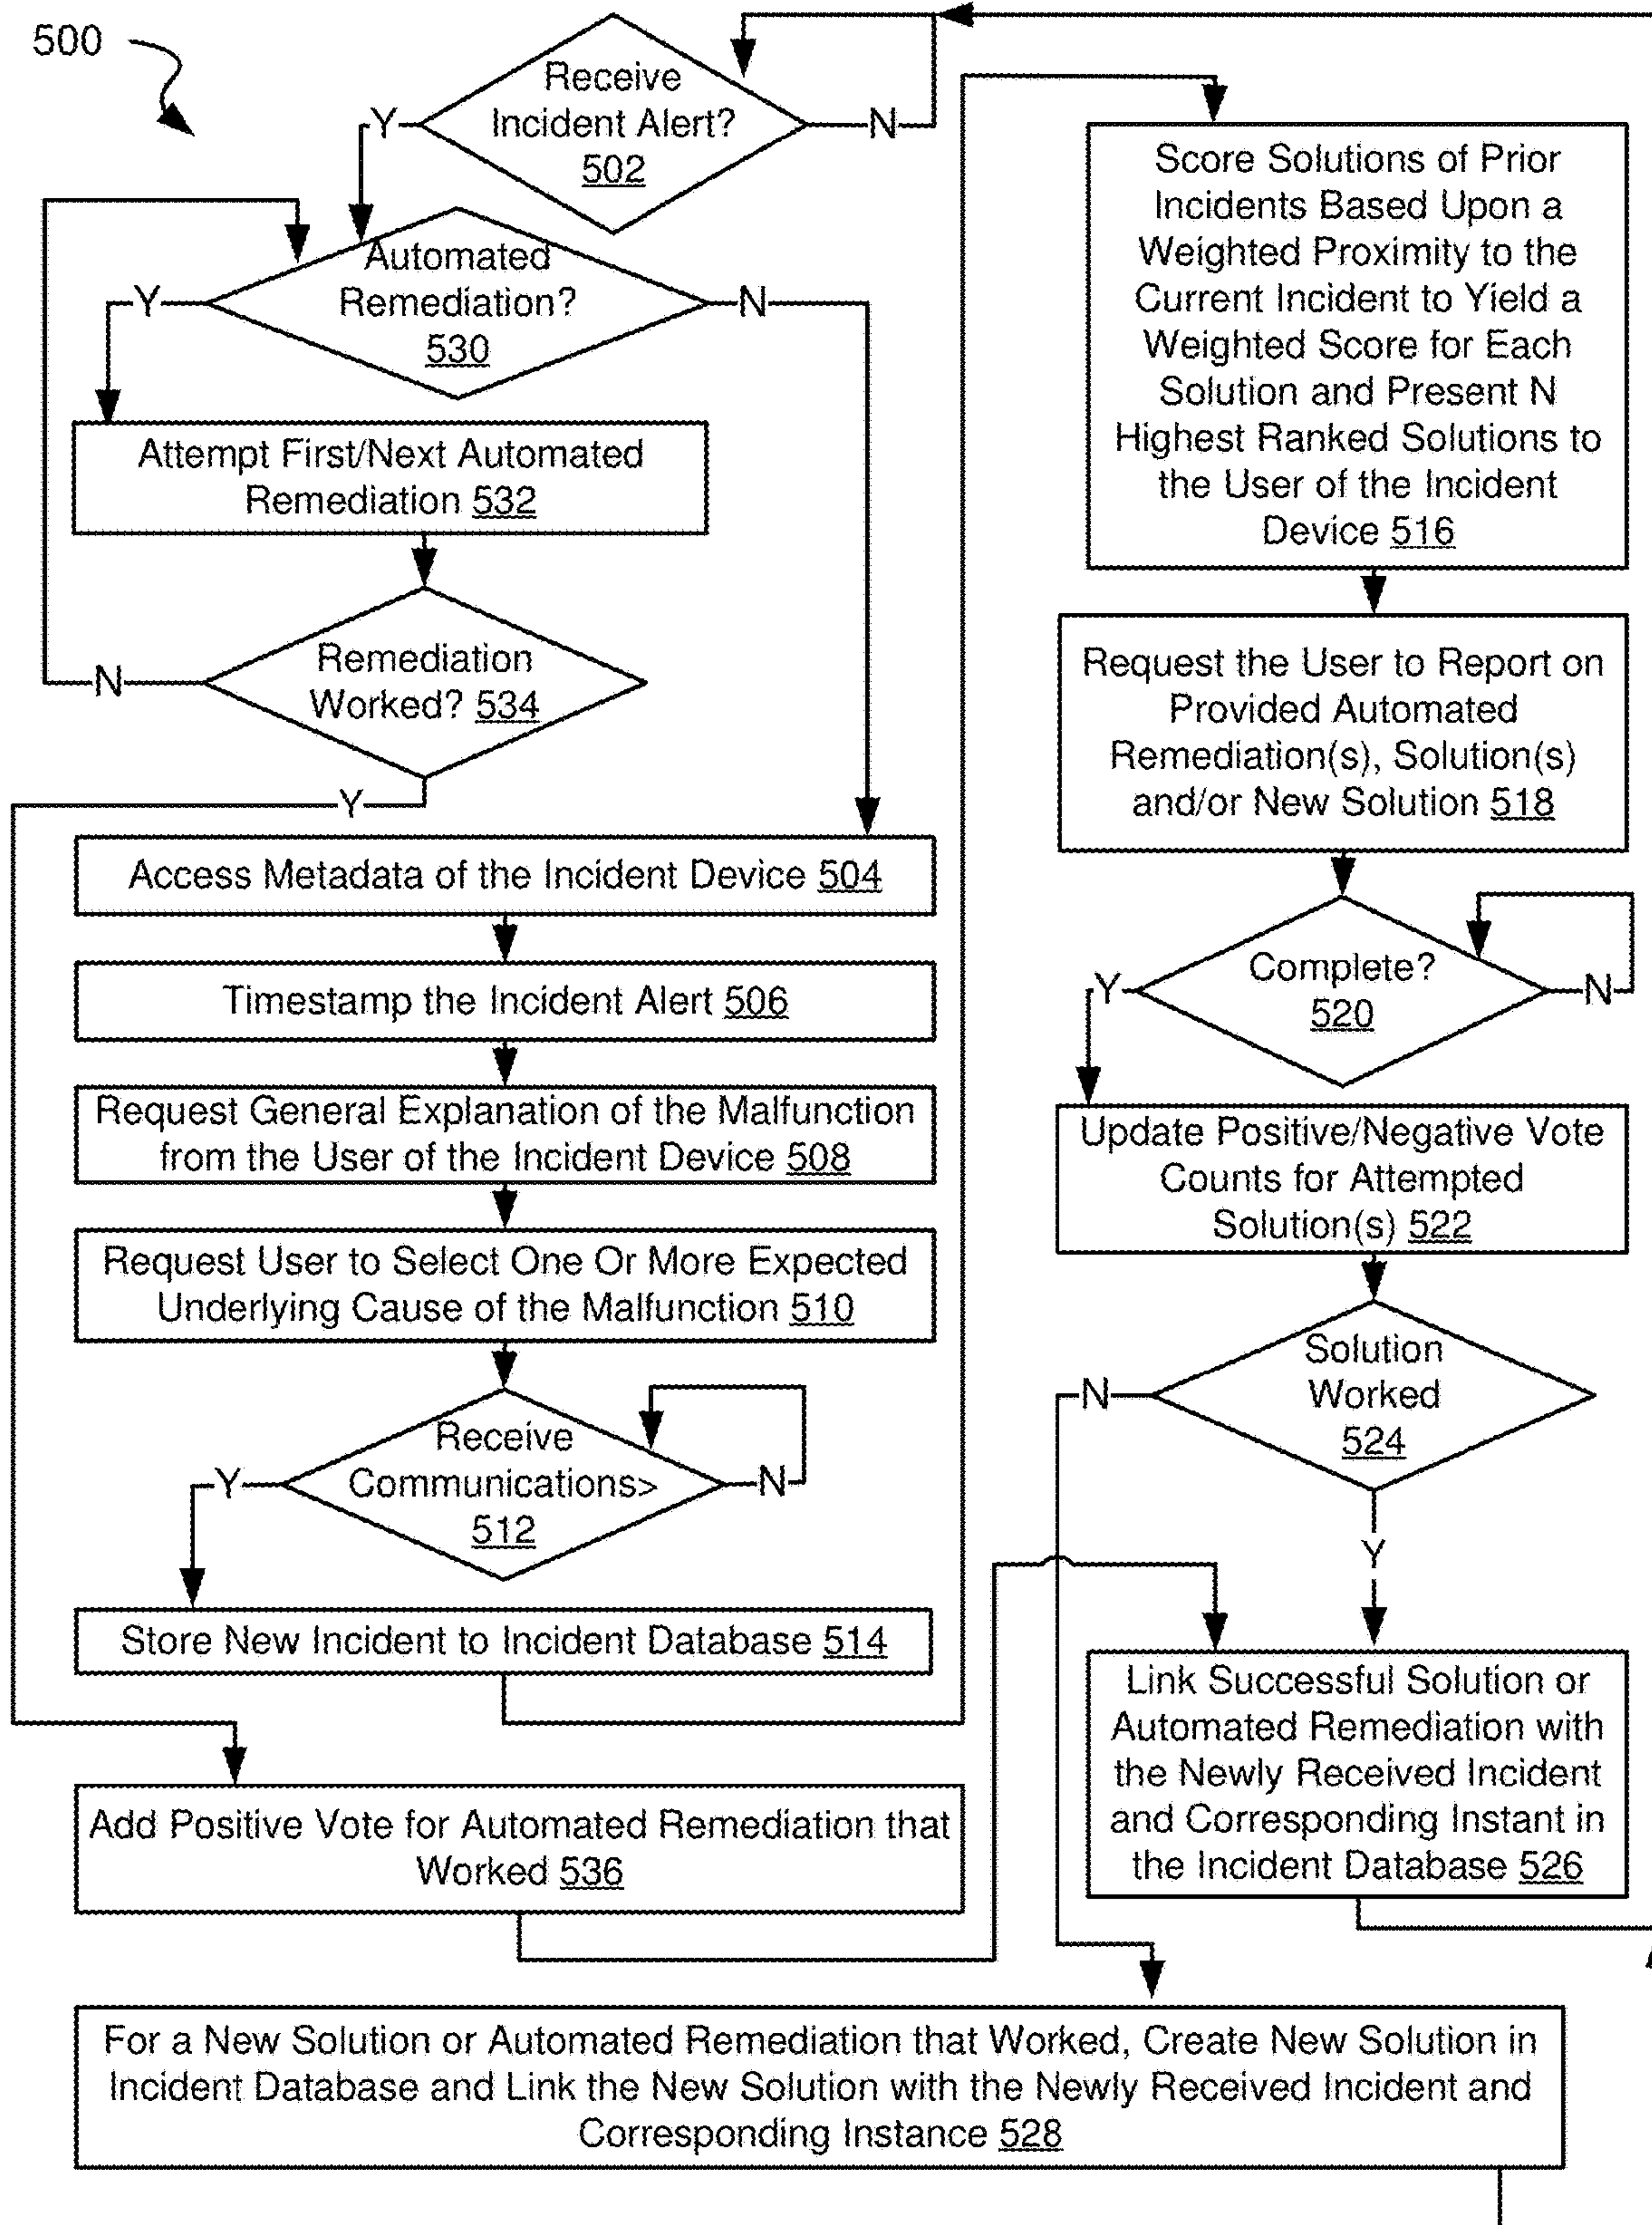 500
Receive
Incident Alert?
502
Y
N
Automated
Remediation?
530
Y
N
Attempt First/Next Automated
Remediation 532
Remediation
Worked? 534
N
Y
Access Metadata of the Incident Device 504
Timestamp the Incident Alert 506
Request General Explanation of the Malfunction
from the User of the Incident Device 508
Request User to Select One Or More Expected
Underlying Cause of the Malfunction 510
Receive
Communications>
512
Y
N
Store New Incident to Incident Database 514
Add Positive Vote for Automated Remediation that
Worked 536
Score Solutions of Prior
Incidents Based Upon a
Weighted Proximity to the
Current Incident to Yield a
Weighted Score for Each
Solution and Present N
Highest Ranked Solutions to
the User of the Incident
Device 516
Request the User to Report on
Provided Automated
Remediation(s), Solution(s)
and/or New Solution 518
Complete?
520
Y
N
Update Positive/Negative Vote
Counts for Attempted
Solution(s) 522
Solution
Worked
524
N
Y
Link Successful Solution or
Automated Remediation with
the Newly Received Incident
and Corresponding Instant in
the Incident Database 526
For a New Solution or Automated Remediation that Worked, Create New Solution in
Incident Database and Link the New Solution with the Newly Received Incident and
Corresponding Instance 528